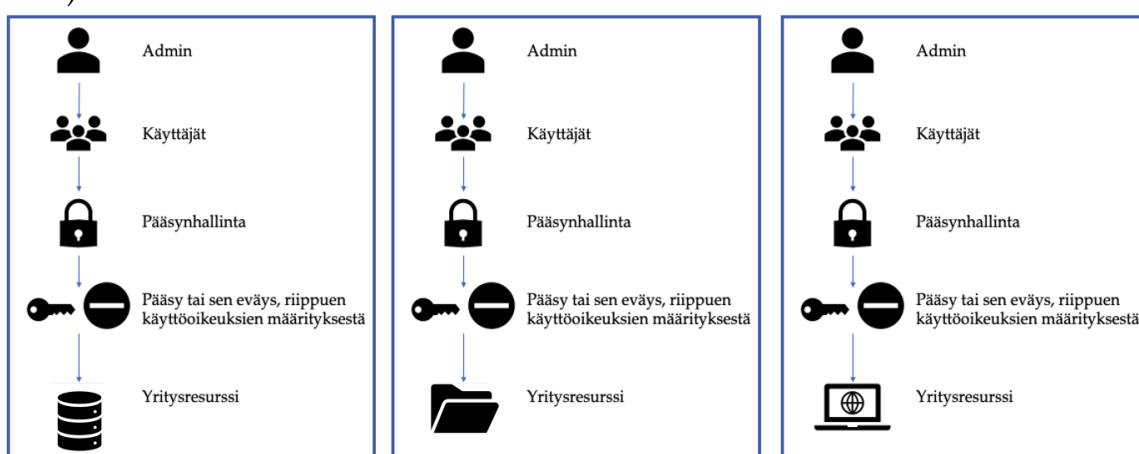 Admin
Käyttäjät
Pääsynhallinta
Pääsy tai sen eväys, riippuen
käyttöoikeuksien määrityksestä
Yritysresurssi
Admin
Käyttäjät
Pääsynhallinta
Pääsy tai sen eväys, riippuen
käyttöoikeuksien määrityksestä
Yritysresurssi
Admin
Käyttäjät
Pääsynhallinta
Pääsy tai sen eväys, riippuen
käyttöoikeuksien määrityksestä
Yritysresurssi